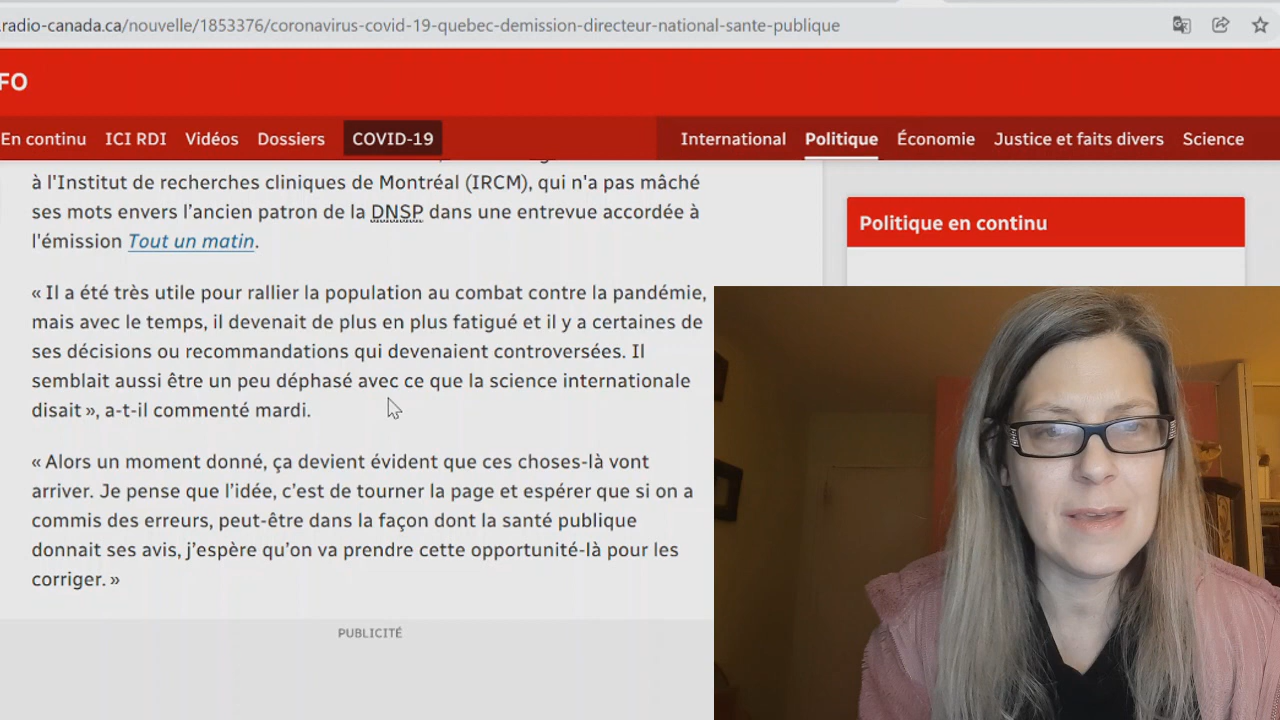 .radio-canada.ca/nouvelle/1853376/coronavirus-covid-19-quebec-demission-directeur-national-sante-publique
FO
En continu ICI RDI Vidéos Dossiers COVID-19 International Politique Économie Justice et faits divers Science
à l'Institut de recherches cliniques de Montréal (IRCM), qui n'a pas mâché
ses mots envers l’ancien patron de la DNSP dans une entrevue accordée à
l'émission Tout un matin.
Politique en continu
« Il a été très utile pour rallier la population au combat contre la pandémie,
mais avec le temps, il devenait de plus en plus fatigué et il y a certaines de
ses décisions ou recommandations qui devenaient controversées. Il
semblait aussi être un peu déphasé avec ce que la science internationale
disait », a-t-il commenté mardi.
« Alors un moment donné, ça devient évident que ces choses-là vont
arriver. Je pense que l’idée, c’est de tourner la page et espérer que si on a
commis des erreurs, peut-être dans la façon dont la santé publique
donnait ses avis, j’espère qu’on va prendre cette opportunité-là pour les
corriger. »
PUBLICITÉ